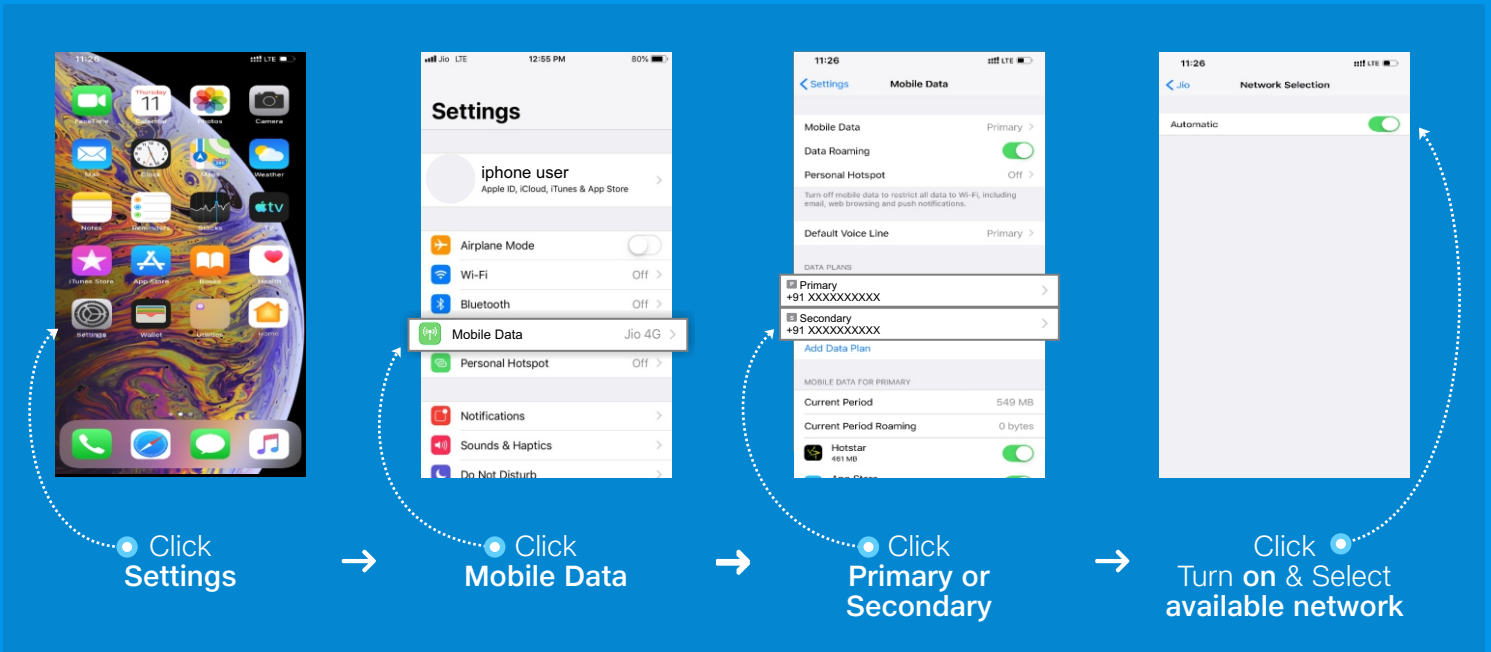 11:26
LTE
Thursday
11
FaceTime
Calendar
Photos
Camera
Mail
Clock
Maps
Weather
tv
Notes
Reminders
Stocks
iTunes Store
App Store
Books
Health
Settings
Wallet
Utilities
Home
Click
Settings
Jio LTE
12:55 PM
80%
Settings
iphone user
Apple ID, iCloud, iTunes & App Store
Airplane Mode
Wi-Fi
Off
Bluetooth
Off
Mobile Data
Jio 4G
Personal Hotspot
Off
Notifications
Sounds & Haptics
Do Not Disturb
Click
Mobile Data
11:26
LTE
Settings
Mobile Data
Mobile Data
Primary
Data Roaming
Personal Hotspot
Off
Turn off mobile data to restrict all data to Wi-Fi, including
email, web browsing and push notifications.
Default Voice Line
Primary
DATA PLANS
P Primary
+91 XXXXXXXXXX
S Secondary
+91 XXXXXXXXXX
Add Data Plan
MOBILE DATA FOR PRIMARY
Current Period
549 MB
Current Period Roaming
0 bytes
Hotstar
461 MB
App Store
Click
Primary or
Secondary
11:26
LTE
Jio
Network Selection
Automatic
Click
Turn on & Select
available network